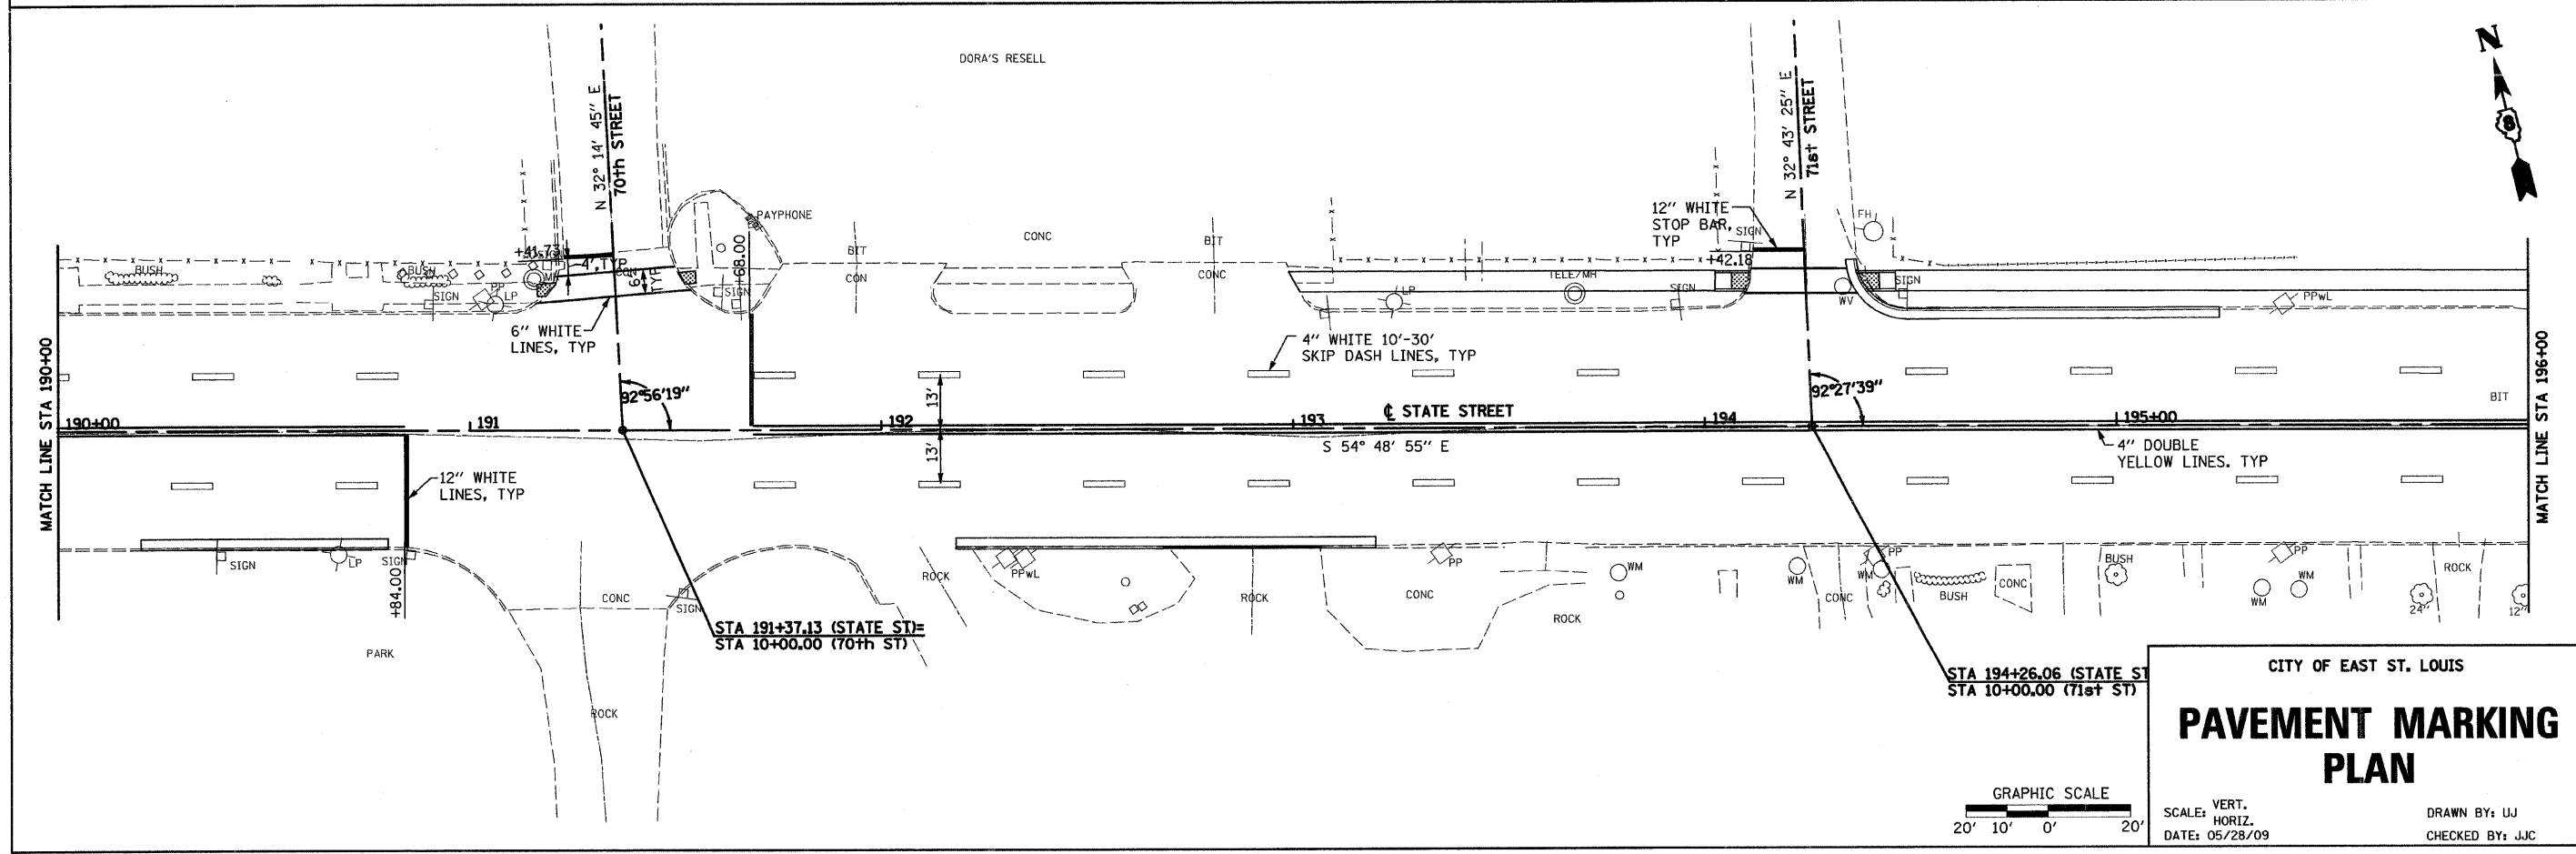 DORA'S RESELL
N
N 32° 14' 45" E
70th STREET
N 32° 43' 25" E
71st STREET
PAYPHONE
12" WHITE
STOP BAR,
TYP
SIGN
FH
+41.73
4', TYP
6'
TYP
+68.00
BIT
CONC
BIT
+42.18
BUSH
BUSH
SIGN
PP
LP
MH
SIGN
CON
CONC
LP
TELE/MH
SIGN
WV
SIGN
PPwL
6" WHITE
LINES, TYP
4" WHITE 10'-30'
SKIP DASH LINES, TYP
MATCH LINE STA 190+00
MATCH LINE STA 196+00
92°56'19"
13'
13'
92°27'39"
BIT
190+00
191
192
193
℄ STATE STREET
194
195+00
S 54° 48' 55" E
4" DOUBLE
YELLOW LINES. TYP
12" WHITE
LINES, TYP
SIGN
LP
SIGN
+84.00
CONC
SIGN
ROCK
PPwL
ROCK
CONC
PP
ROCK
WM
WM
CONC
WM
PP
BUSH
CONC
BUSH
WM
PP
WM
ROCK
24"
12"
PARK
ROCK
STA 191+37.13 (STATE ST)=
STA 10+00.00 (70th ST)
STA 194+26.06 (STATE ST
STA 10+00.00 (71st ST)
GRAPHIC SCALE
20' 10' 0' 20'
CITY OF EAST ST. LOUIS
PAVEMENT MARKING
PLAN
SCALE: VERT.
HORIZ.
DATE: 05/28/09
DRAWN BY: UJ
CHECKED BY: JJC